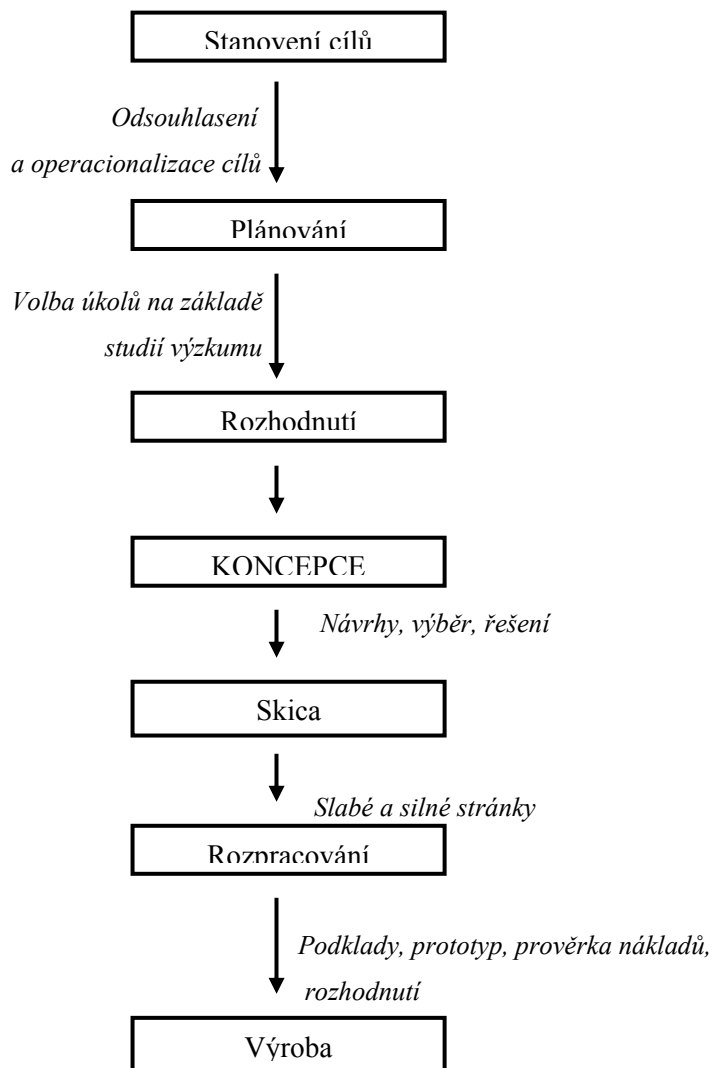 Stanovení cílů
Odsouhlasení
a operacionalizace cílů
Plánování
Volba úkolů na základě
studií výzkumu
Rozhodnutí
KONCEPCE
Návrhy, výběr, řešení
Skica
Slabé a silné stránky
Rozpracování
Podklady, prototyp, prověrka nákladů,
rozhodnutí
Výroba